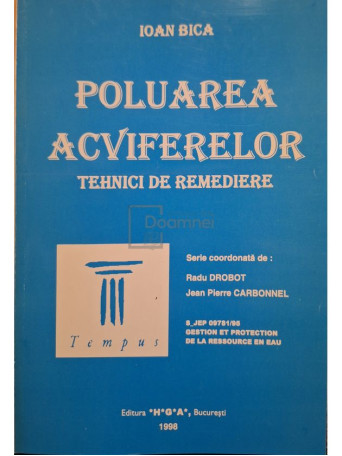 IOAN BICA
POLUAREA
ACVIFERELOR
TEHNICI DE REMEDIERE
Doamnei
Serie coordonată de :
Radu DROBOT
Jean Pierre CARBONNEL
Tempus
S_JEP 09781/95
GESTION ET PROTECTION
DE LA RESSOURCE EN EAU
Editura *H*G*A*, Bucureşti
1998